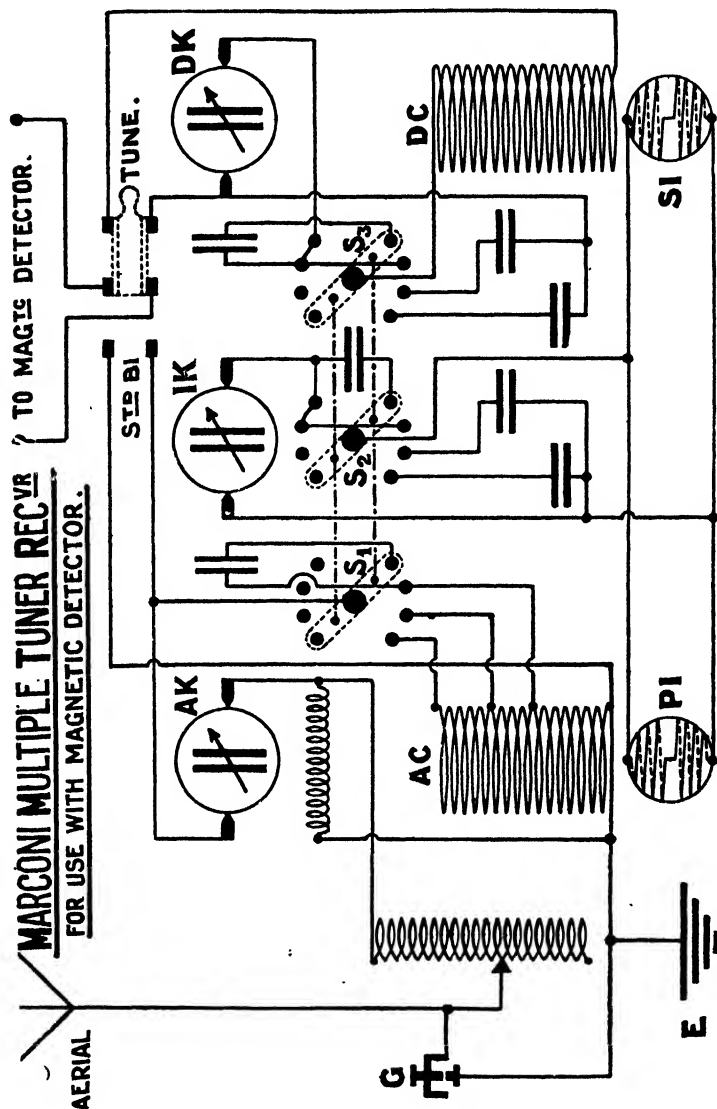 MARCONI MULTIPLE TUNER RECVR
FOR USE WITH MAGNETIC DETECTOR.
TO MAGTC DETECTOR.
AERIAL
TUNE.
STD BI
AK
IK
DK
S1
S2
S3
AC
DC
G
E
PI
SI